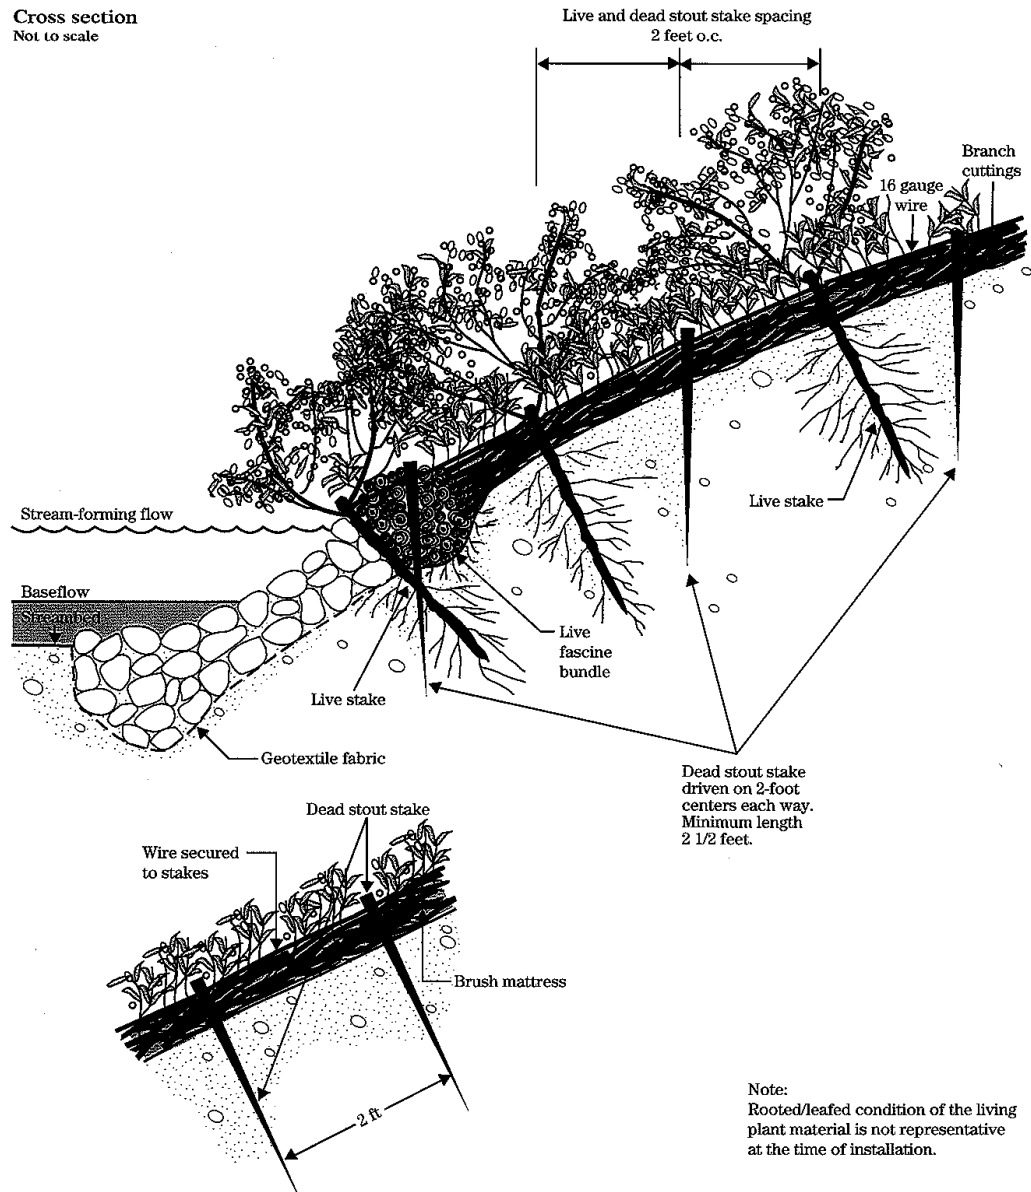 Cross section
Not to scale
Live and dead stout stake spacing
2 feet o.c.
Branch
cuttings
16 gauge
wire
Live stake
Stream-forming flow
Baseflow
Streambed
Live
fascine
bundle
Live stake
Geotextile fabric
Dead stout stake
driven on 2-foot
centers each way.
Minimum length
2 1/2 feet.
Dead stout stake
Wire secured
to stakes
Brush mattress
2 ft
Note:
Rooted/leafed condition of the living
plant material is not representative
at the time of installation.